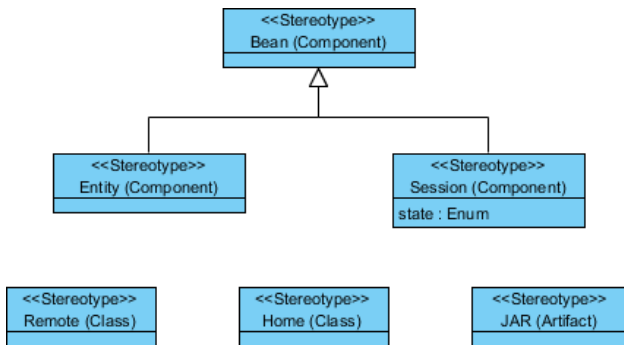 <<Stereotype>>
Bean (Component)
<<Stereotype>>
Entity (Component)
<<Stereotype>>
Session (Component)
state : Enum
<<Stereotype>>
Remote (Class)
<<Stereotype>>
Home (Class)
<<Stereotype>>
JAR (Artifact)